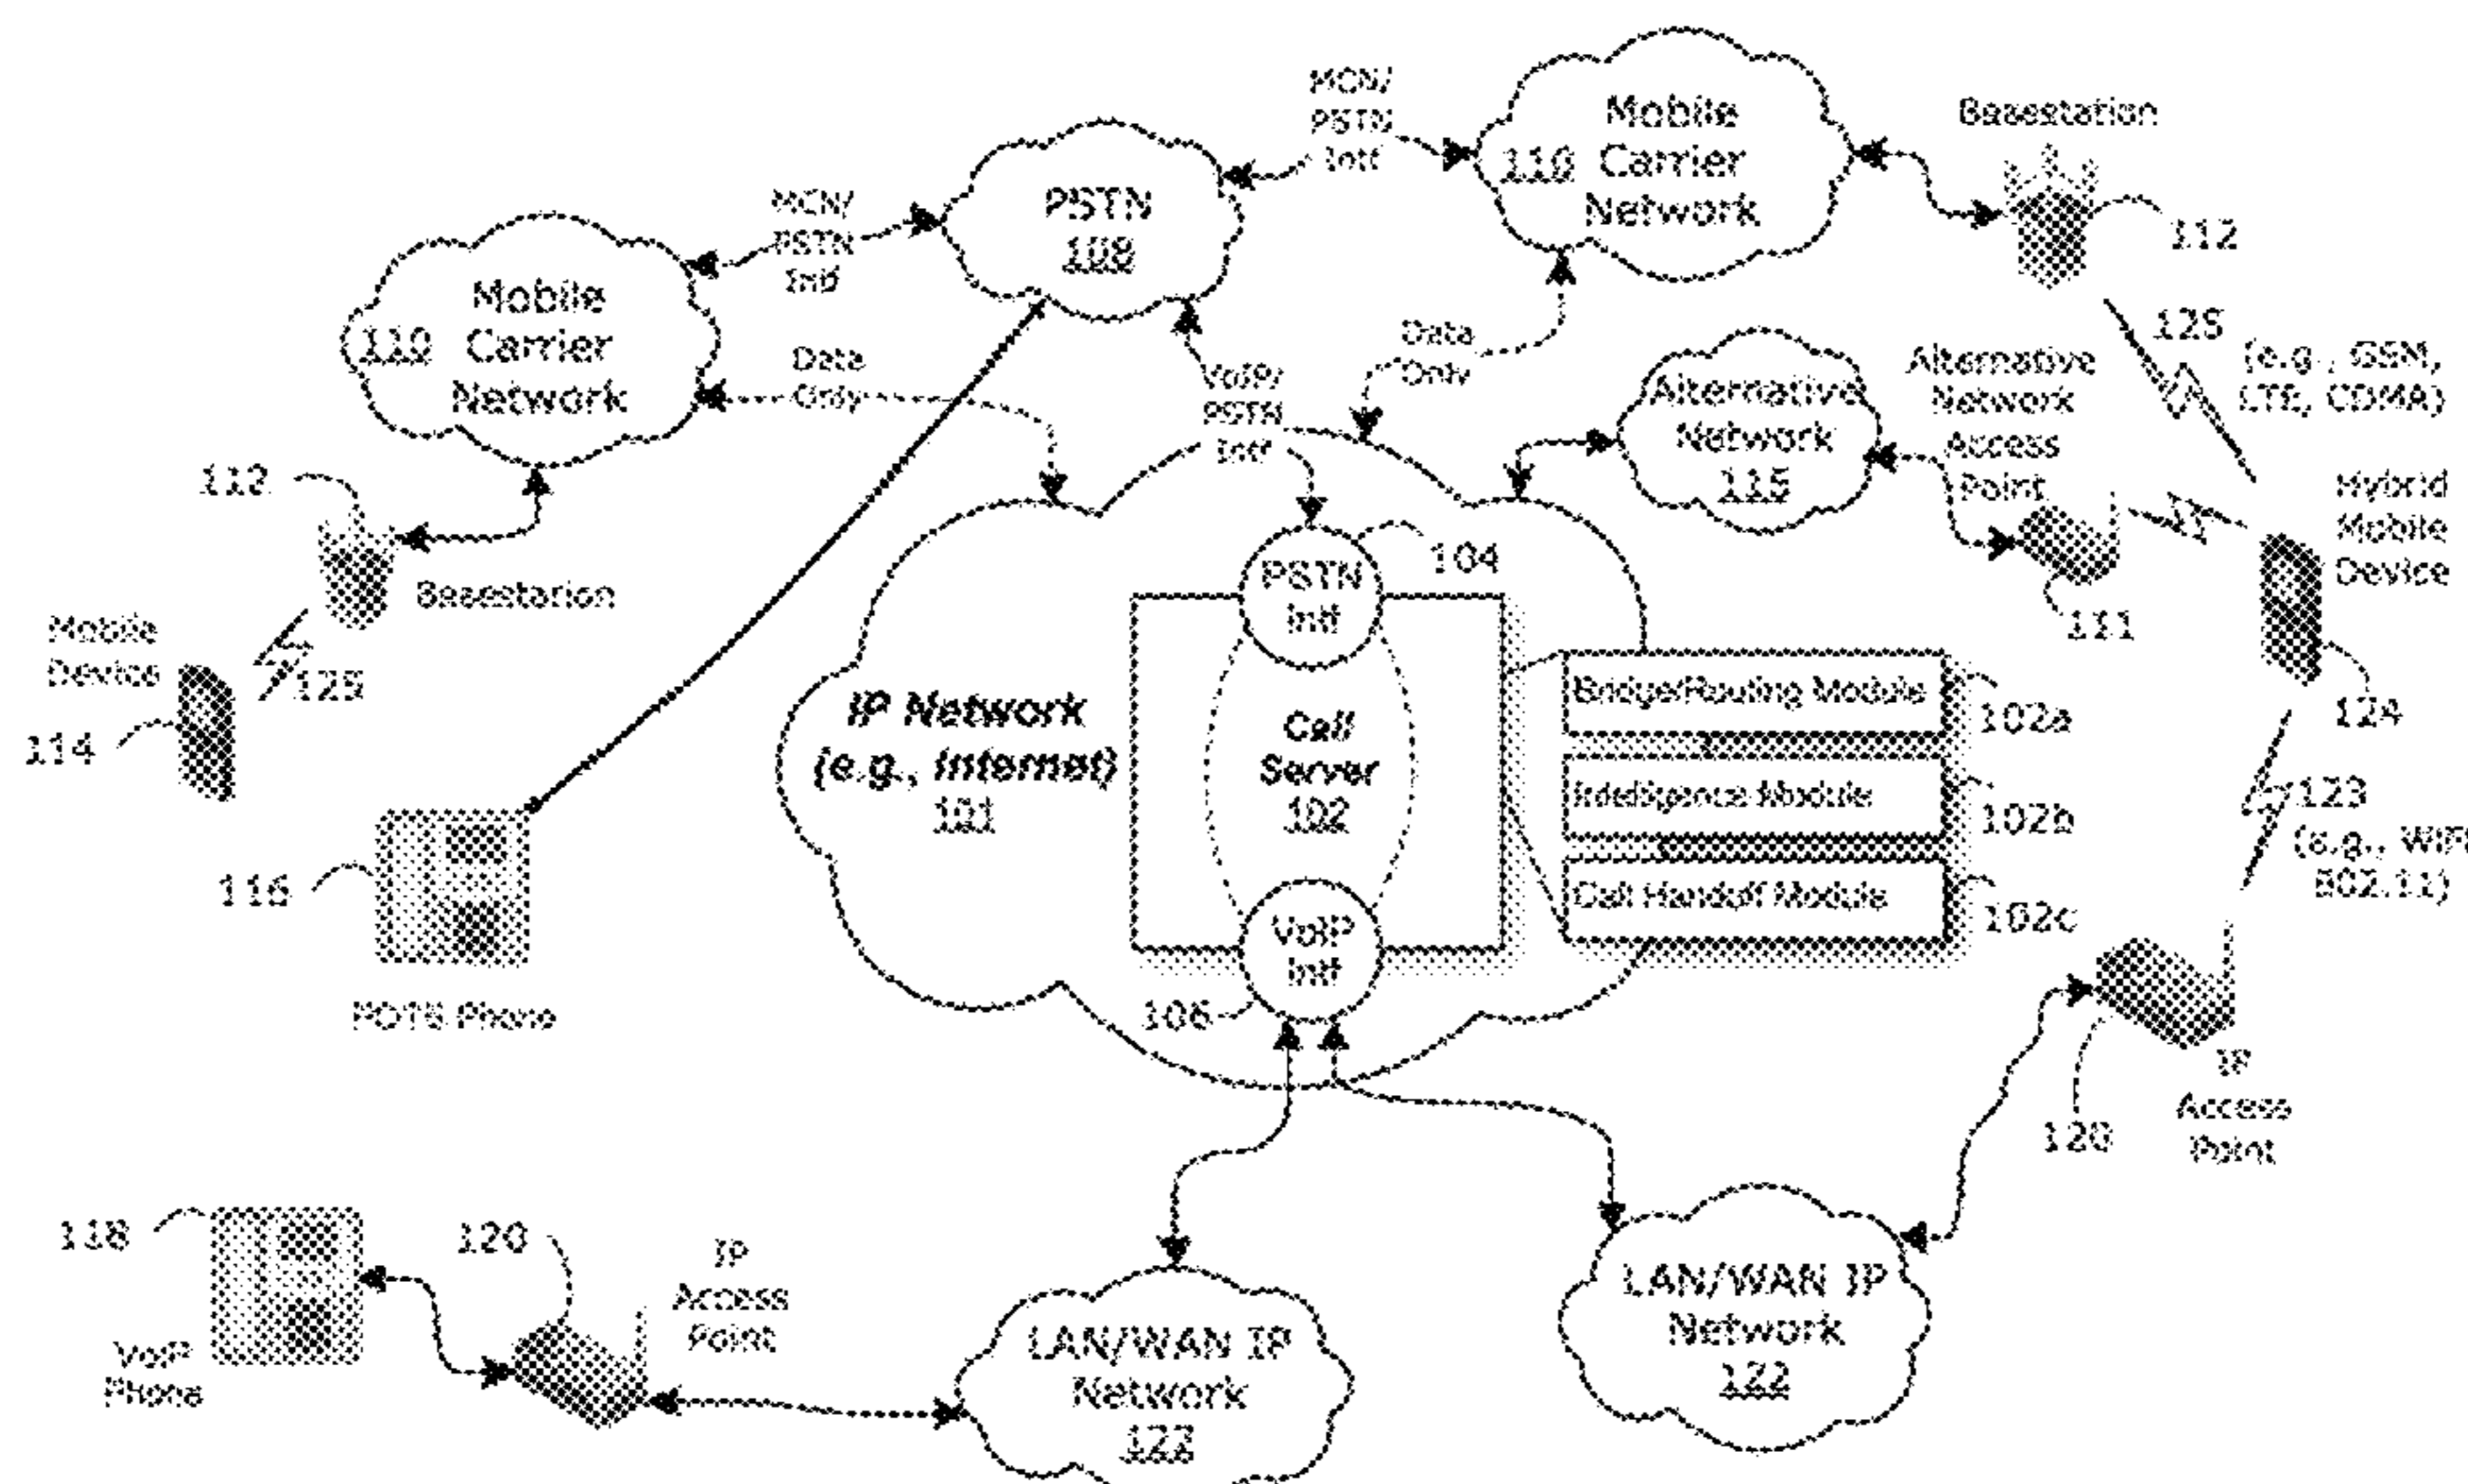 MCN/
PSTN
Intf
Mobile
110 Carrier
Network
Basestation
112
PSTN
108
MCN/
PSTN
Intf
Mobile
110 Carrier
Network
Data
Only
Data
Only
VoIP/
PSTN
Intf
125
(e.g., GSM,
LTE, CDMA)
Alternative
Network
115
Alternative
Network
Access
Point
111
Hybrid
Mobile
Device
124
112
Basestation
Mobile
Device
125
114
104
PSTN
Intf
IP Network
(e.g., Internet)
101
Call
Server
102
Bridge/Routing Module
102a
Intelligence Module
102b
Call Handoff Module
102c
123
(e.g., WiFi
802.11)
116
POTS Phone
VoIP
Intf
106
IP
Access
Point
120
118
VoIP
Phone
120
IP
Access
Point
LAN/WAN IP
Network
122
LAN/WAN IP
Network
122